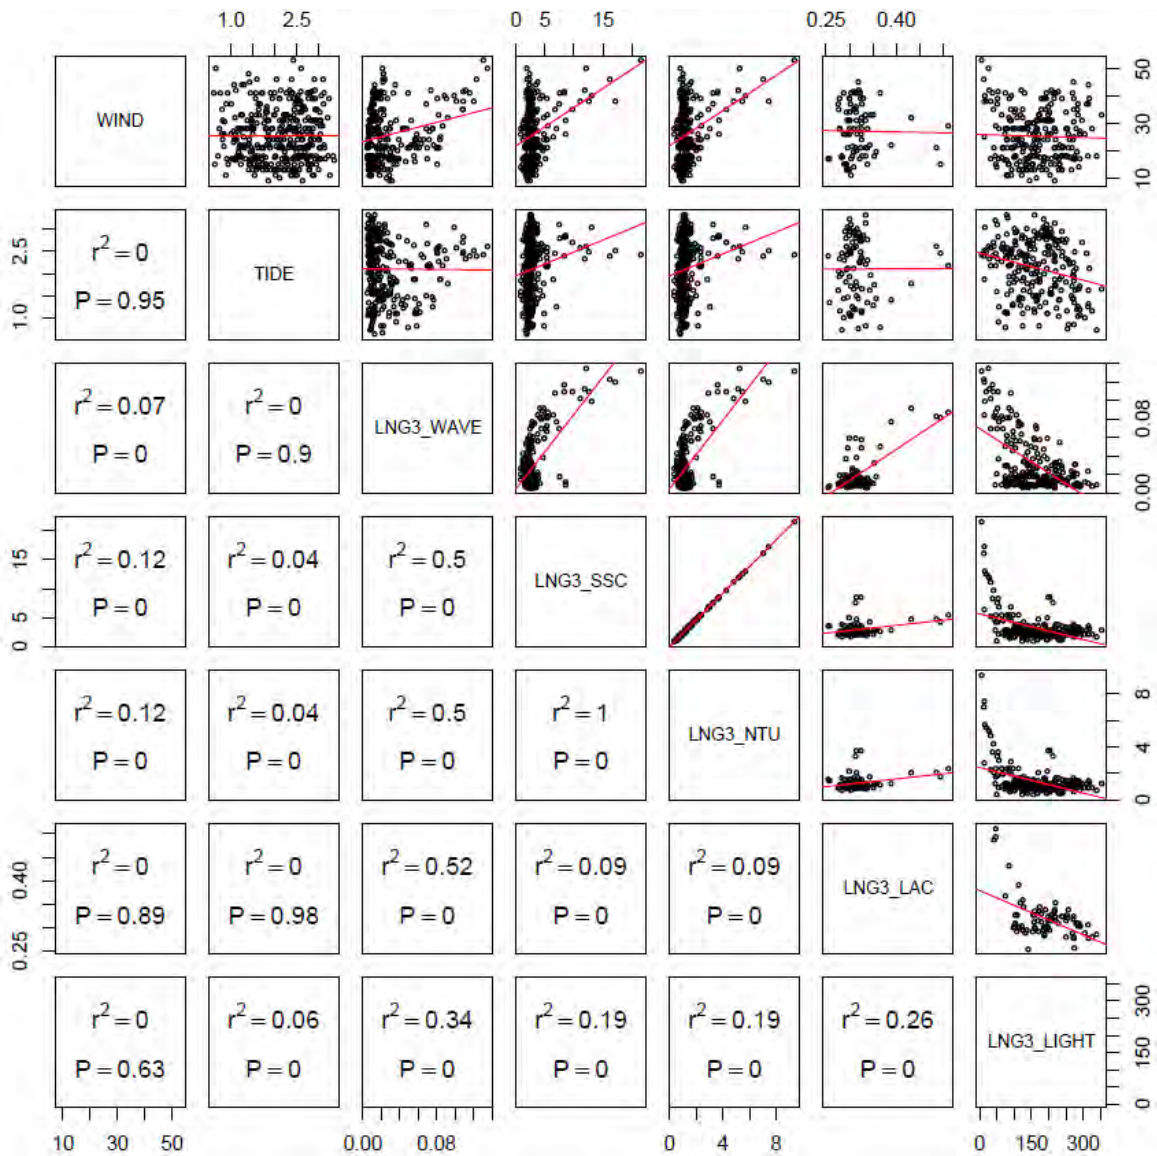 1.0 2.5 0 5 15 0.25 0.40
WIND 10 30 50
1.0 2.5 r²=0 TIDE
P=0.95
r²=0.07 r²=0 LNG3_WAVE 0.00 0.08
P=0 P=0.9
0 5 15 r²=0.12 r²=0.04 r²=0.5 LNG3_SSC
P=0 P=0 P=0
r²=0.12 r²=0.04 r²=0.5 r²=1 LNG3_NTU 0 4 8
P=0 P=0 P=0 P=0
0.25 0.40 r²=0 r²=0 r²=0.52 r²=0.09 r²=0.09 LNG3_LAC
P=0.89 P=0.98 P=0 P=0 P=0
r²=0 r²=0.06 r²=0.34 r²=0.19 r²=0.19 r²=0.26 LNG3_LIGHT 0 150 300
P=0.63 P=0 P=0 P=0 P=0 P=0
10 30 50 0.00 0.08 0 4 8 0 150 300